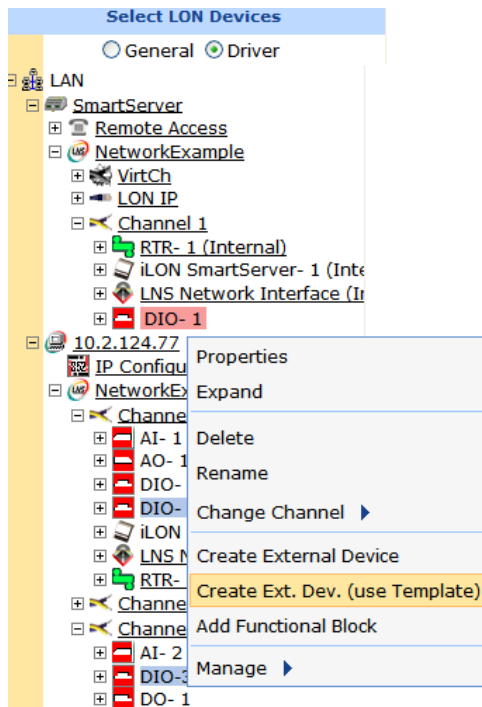 Select LON Devices
General Driver
LAN
SmartServer
Remote Access
NetworkExample
VirtCh
LON IP
Channel 1
RTR- 1 (Internal)
iLON SmartServer- 1 (Inte
LNS Network Interface (Ir
DIO- 1
10.2.124.77
Properties
IP Configu
Expand
NetworkEx
Channe
Delete
AI- 1
AO- 1
Rename
DIO-
DIO-
Change Channel
iLON
LNS N
Create External Device
RTR-
Create Ext. Dev. (use Template)
Channe
Channe
Add Functional Block
AI- 2
DIO-3
Manage
DO- 1